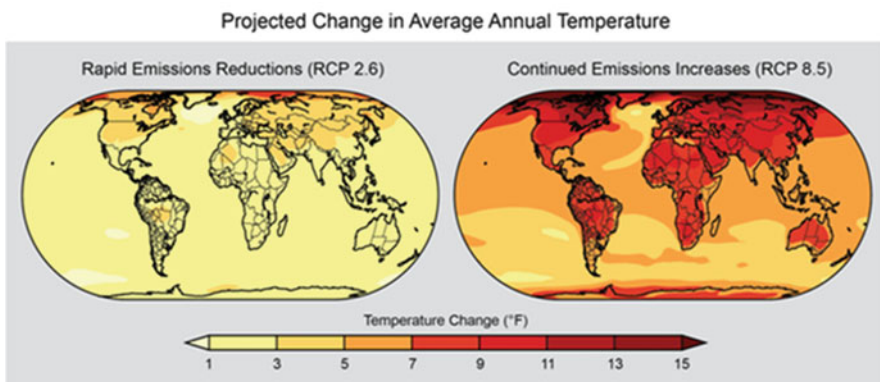 Projected Change in Average Annual Temperature
Rapid Emissions Reductions (RCP 2.6)
Continued Emissions Increases (RCP 8.5)
Temperature Change (°F)
1 3 5 7 9 11 13 15